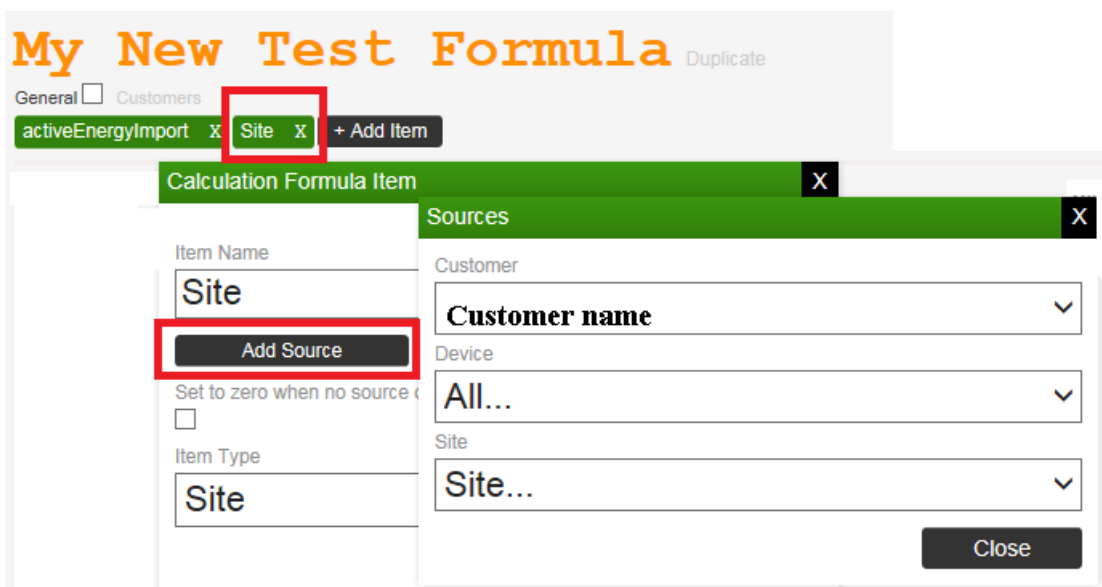 My New Test Formula Duplicate
General Customers
activeEnergyImport X Site X + Add Item
Calculation Formula Item X
Sources X
Item Name
Site
Add Source
Set to zero when no source
Item Type
Site
Customer
Customer name
Device
All...
Site
Site...
Close